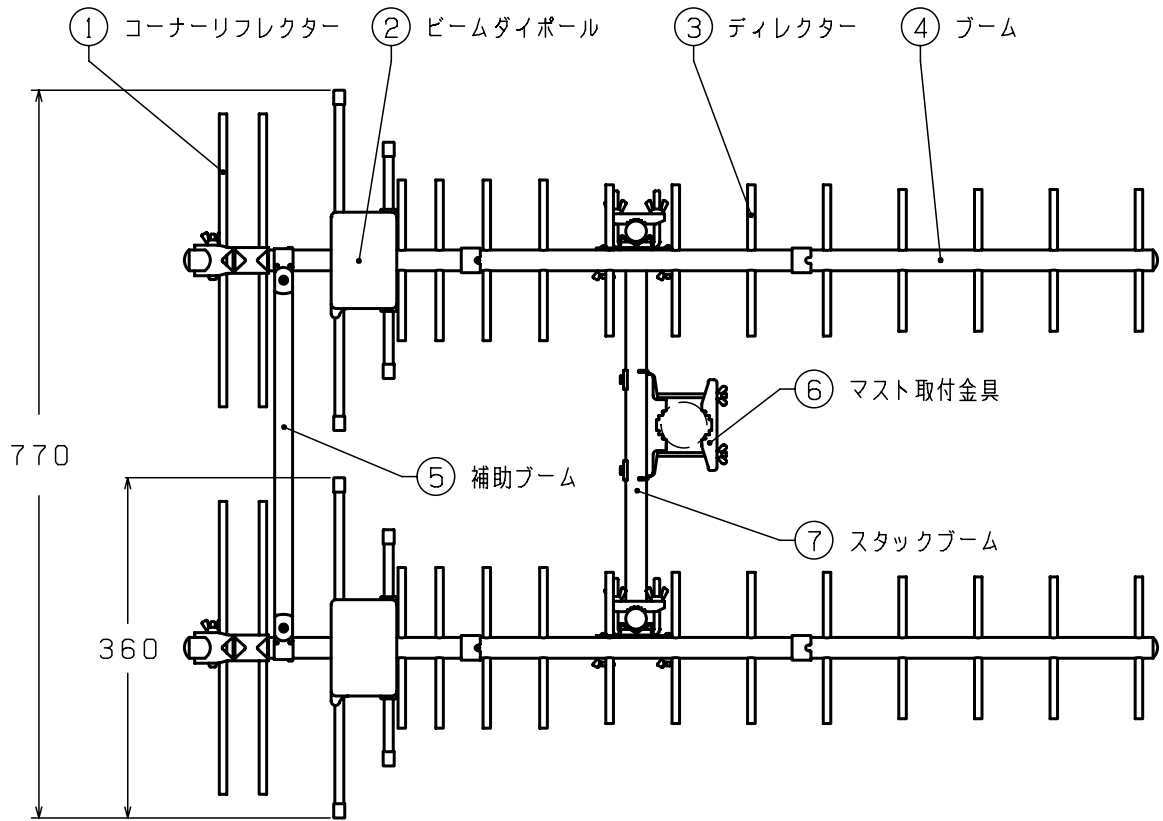 1 コーナーリフレクター
2 ビームダイポール
3 ディレクター
4 ブーム
6 マスト取付金具
770
5 補助ブーム
7 スタックブーム
360